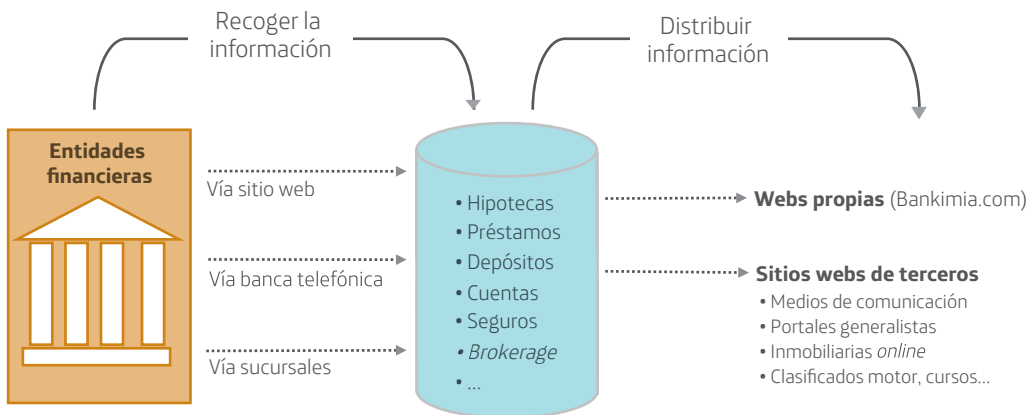 Recoger la
información
Distribuir
información
Entidades
financieras
Vía sitio web
Vía banca telefónica
Vía sucursales
• Hipotecas
• Préstamos
• Depósitos
• Cuentas
• Seguros
• Brokerage
• ...
Webs propias (Bankimia.com)
Sitios webs de terceros
• Medios de comunicación
• Portales generalistas
• Inmobiliarias online
• Clasificados motor, cursos...